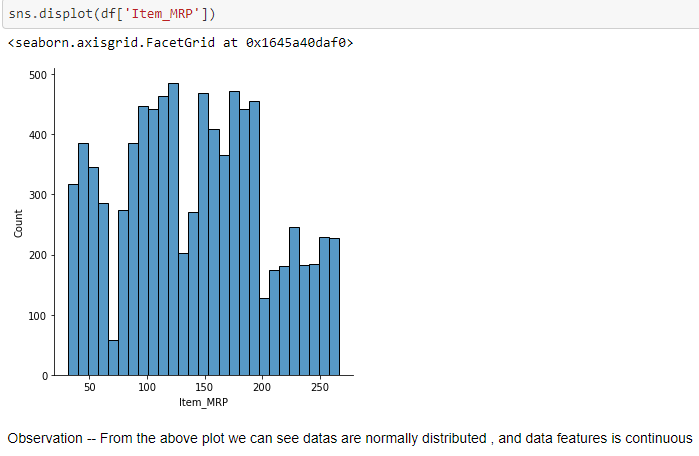 sns.displot(df['Item_MRP'])
<seaborn.axisgrid.FacetGrid at 0x1645a40daf0>
500
400
300
200
100
0
Count
50 100 150 200 250
Item_MRP
Observation -- From the above plot we can see datas are normally distributed , and data features is continuous